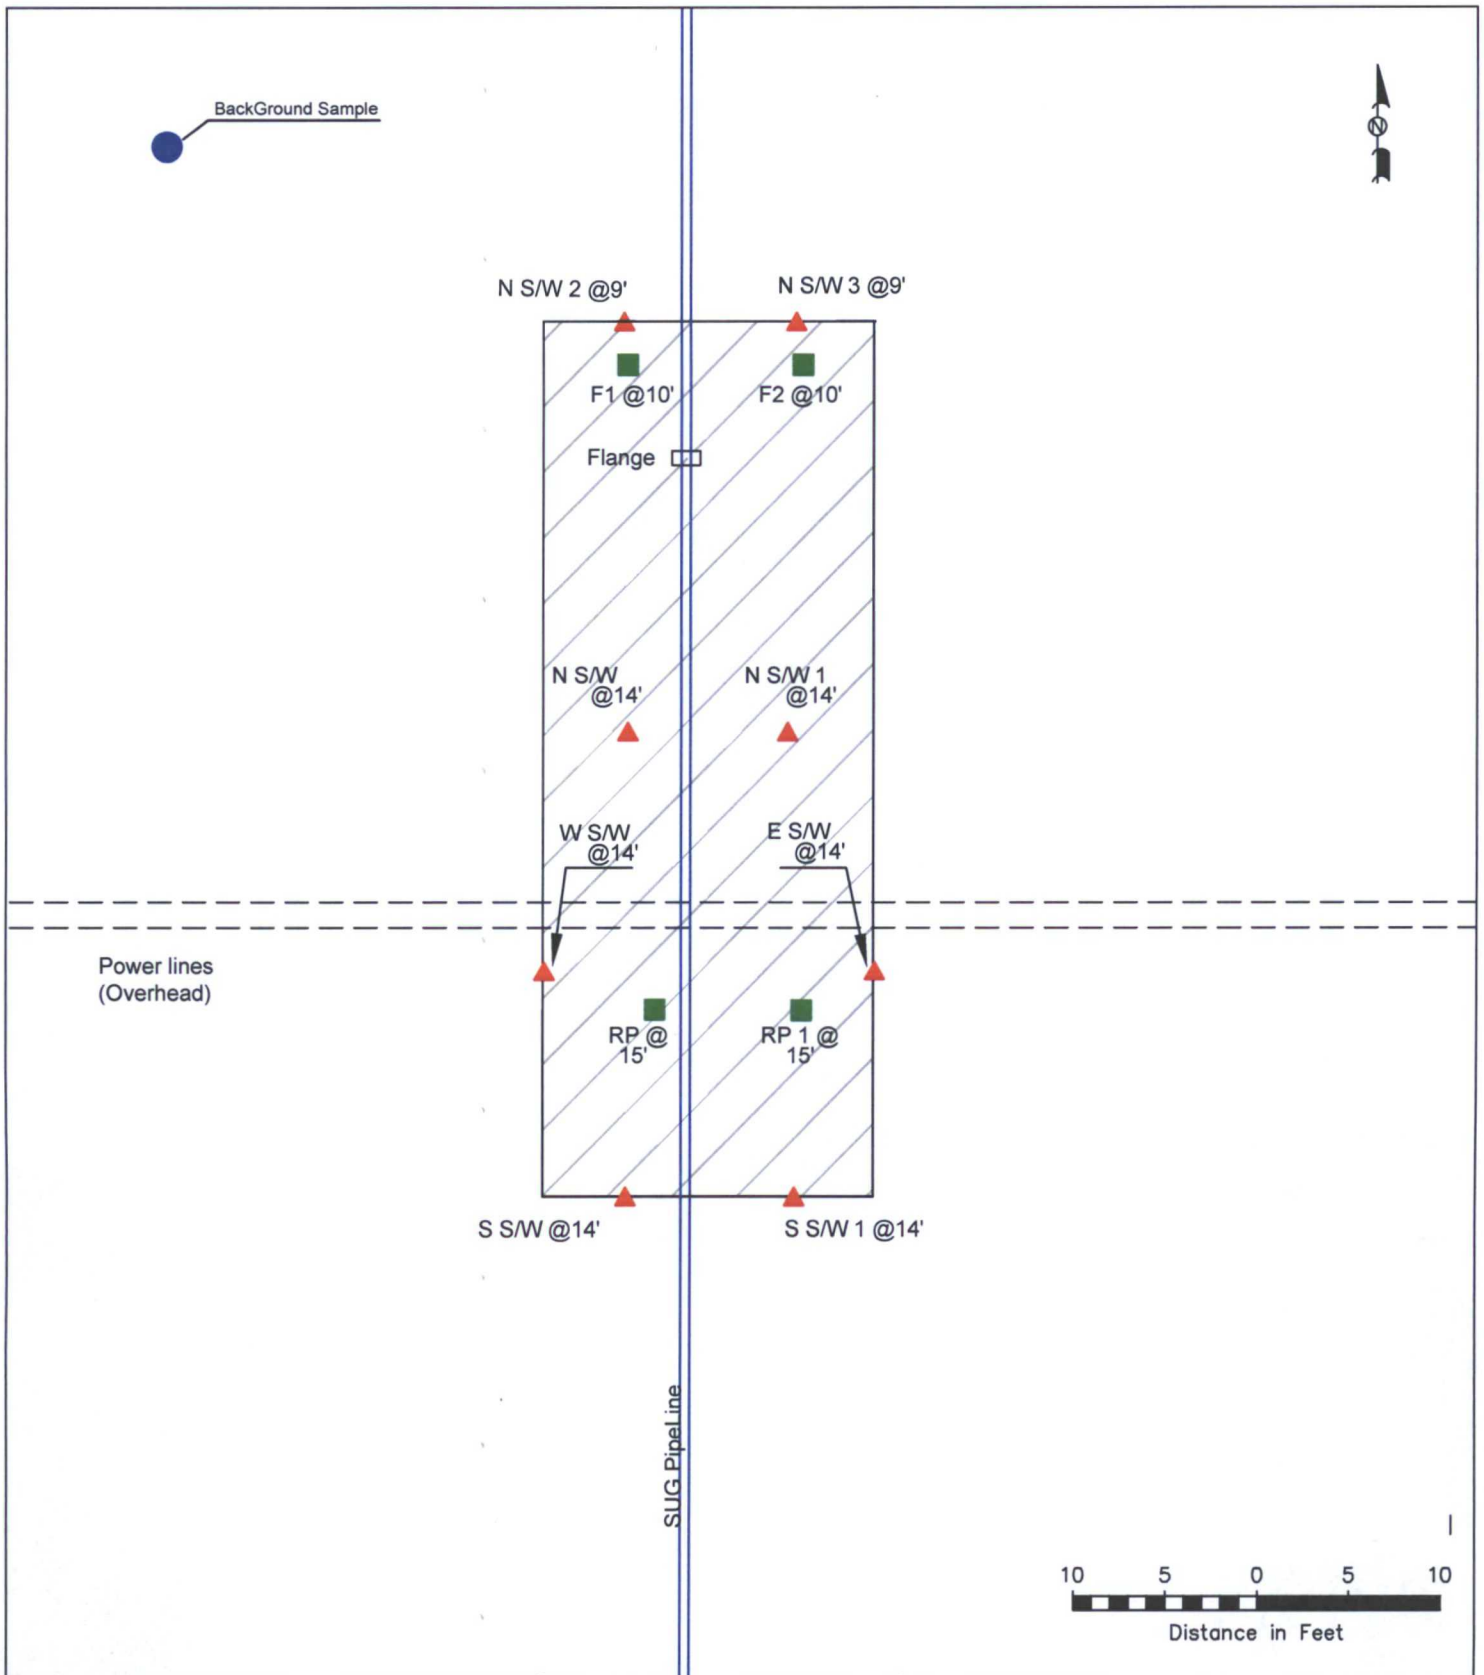 BackGround Sample
N
N S/W 2 @9'
N S/W 3 @9'
F1 @10'
F2 @10'
Flange
N S/W
@14'
N S/W 1
@14'
W S/W
@14'
E S/W
@14'
Power lines
(Overhead)
RP @
15'
RP 1 @
15'
S S/W @14'
S S/W 1 @14'
SUG PipeLine
10 5 0 5 10
Distance in Feet